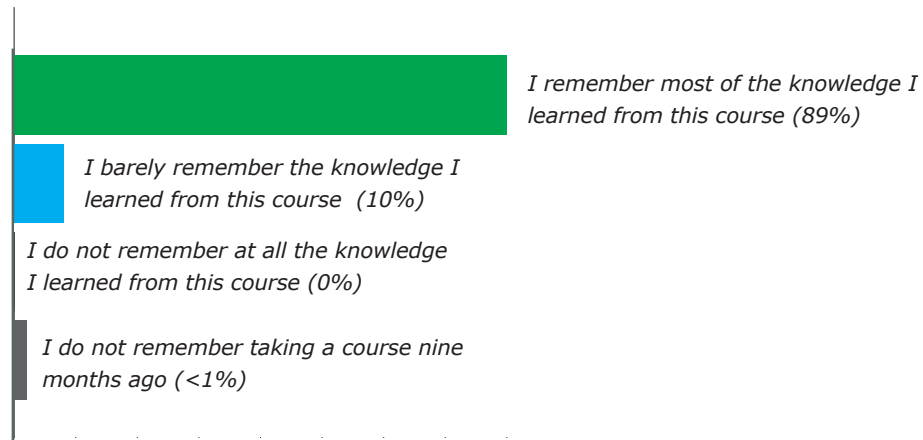 I remember most of the knowledge I
learned from this course (89%)
I barely remember the knowledge I
learned from this course  (10%)
I do not remember at all the knowledge
I learned from this course (0%)
I do not remember taking a course nine
months ago (<1%)